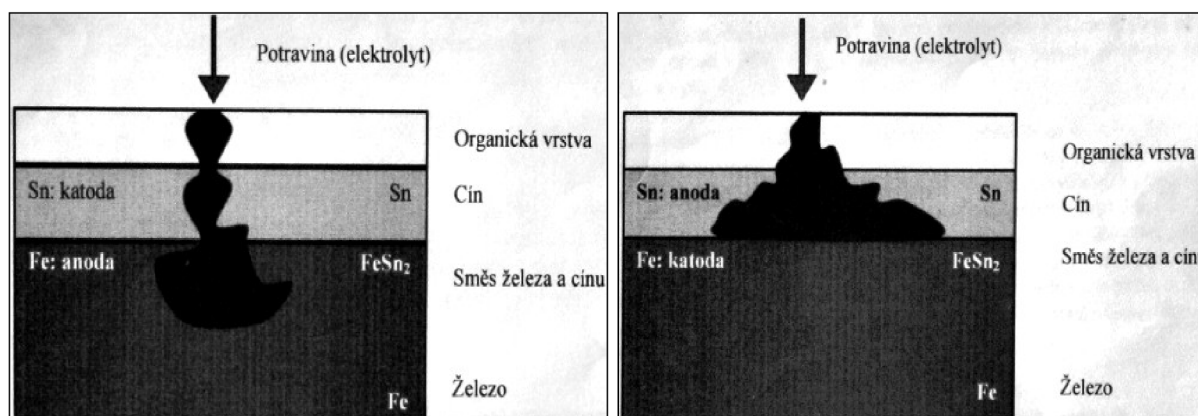 Potravina (elektrolyt)
Organická vrstva
Sn: katoda
Sn
Cín
Fe: anoda
FeSn₂
Směs železa a cínu
Železo
Fe
Potravina (elektrolyt)
Organická vrstva
Sn: anoda
Sn
Cín
Fe: katoda
FeSn₂
Směs železa a cín
Železo
Fe